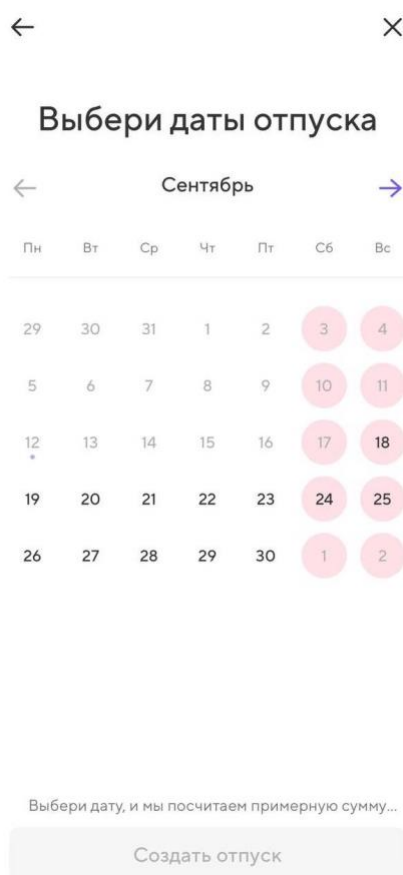 Выбери даты отпуска
Сентябрь
Пн Вт Ср Чт Пт Сб Вс
29 30 31 1 2 3 4
5 6 7 8 9 10 11
12 13 14 15 16 17 18
19 20 21 22 23 24 25
26 27 28 29 30 1 2
Выбери дату, и мы посчитаем примерную сумму...
Создать отпуск